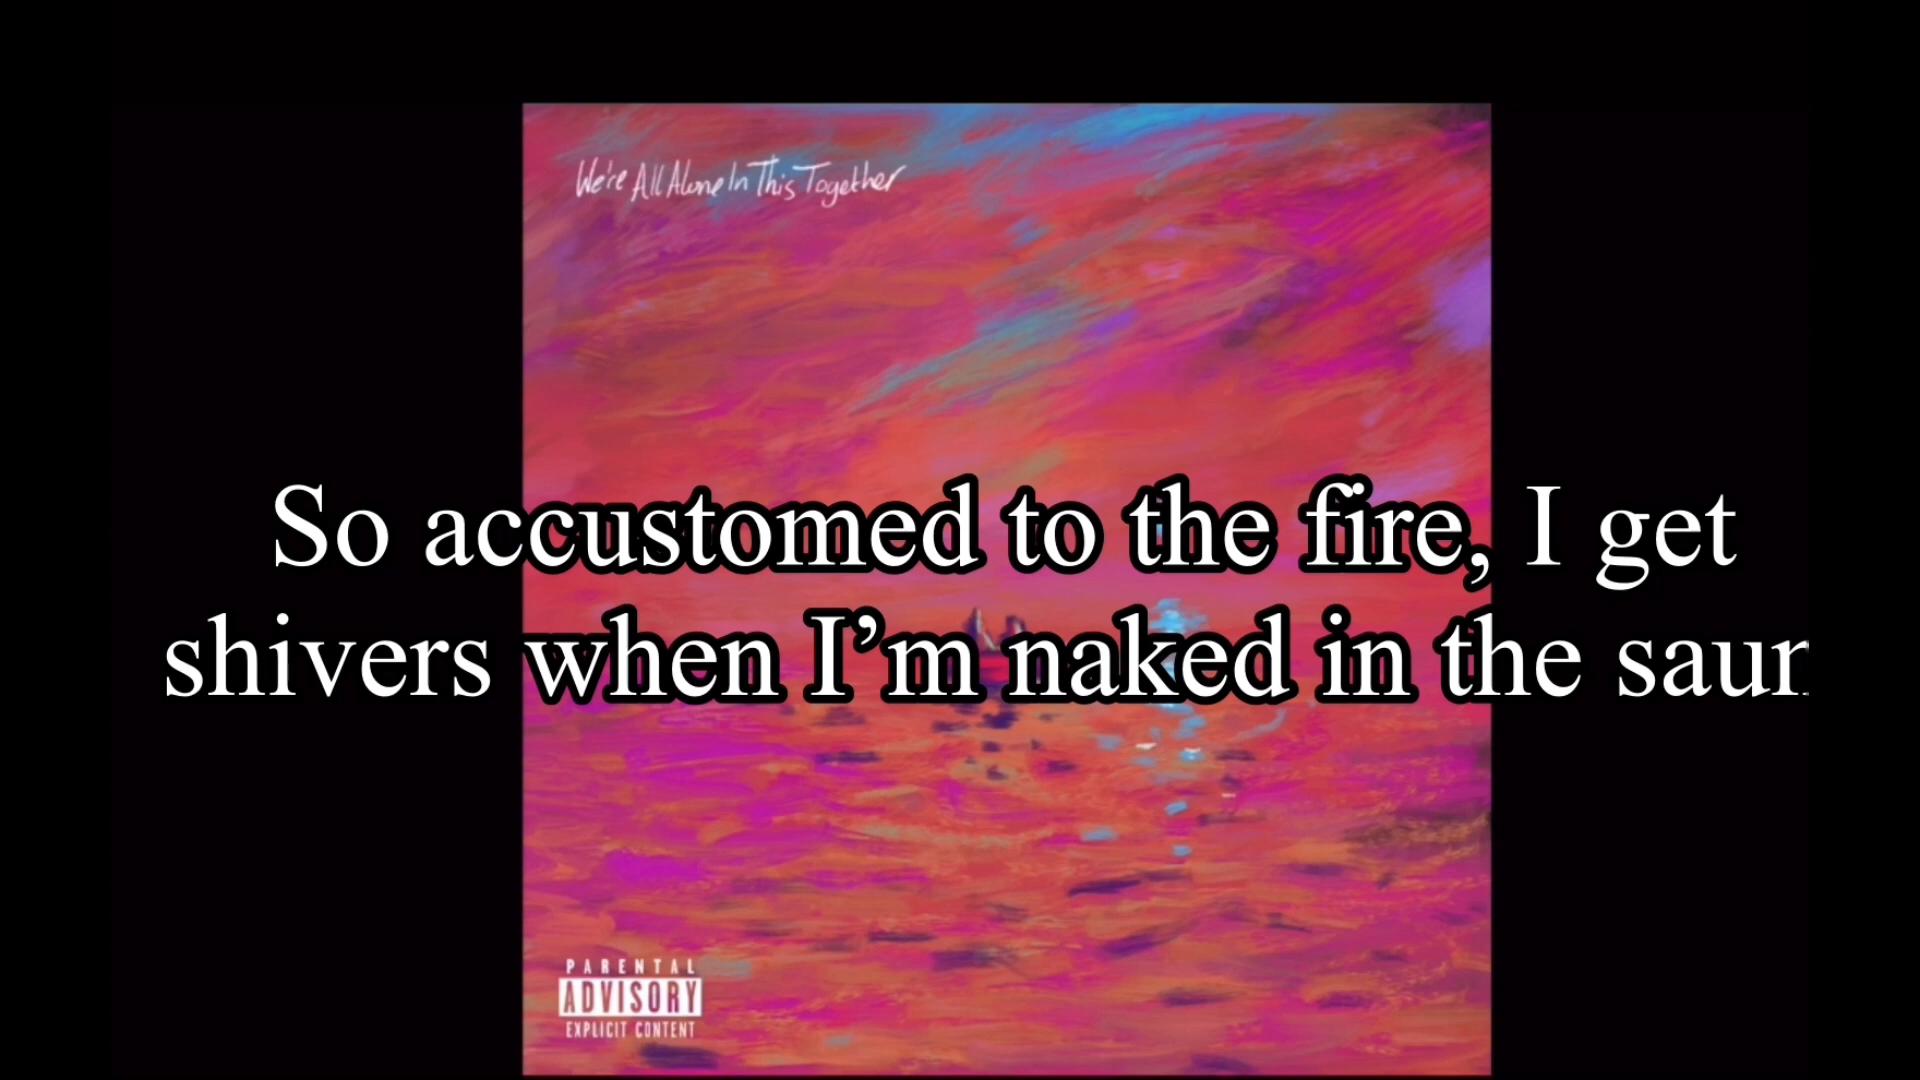 We're All Alone In This Together
So accustomed to the fire, I get
shivers when I’m naked in the saun
PARENTAL
ADVISORY
EXPLICIT CONTENT